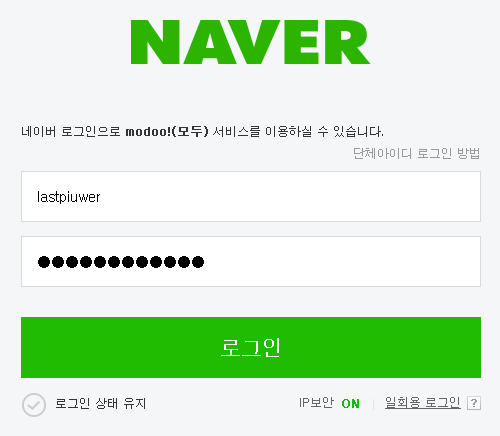 NAVER
네이버 로그인으로 modoo!(모두) 서비스를 이용하실 수 있습니다.
단체아이디 로그인 방법
lastpiuwer
●●●●●●●●●●●●
로그인
로그인 상태 유지 IP보안 ON | 일회용 로그인 ?